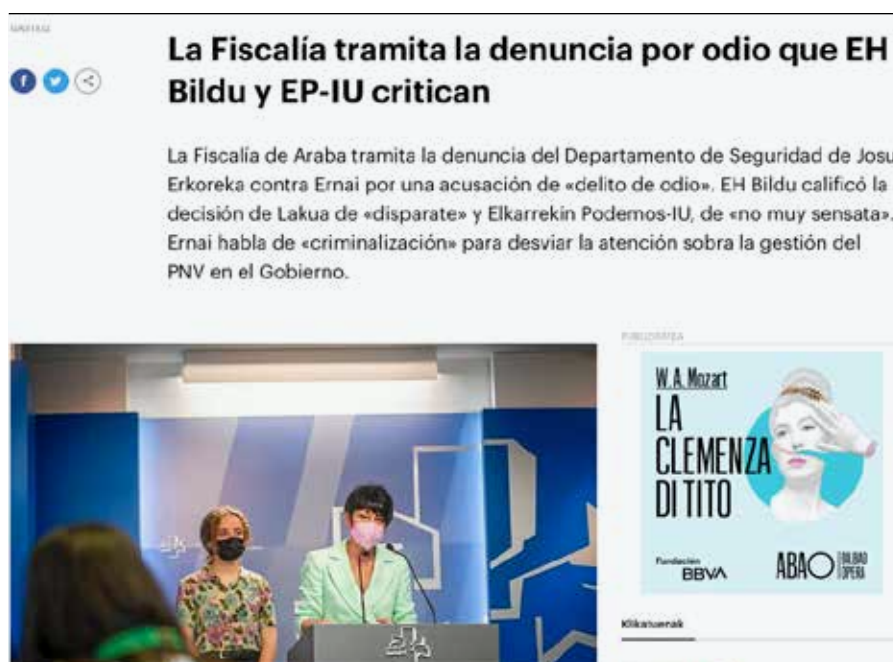 La Fiscalía tramita la denuncia por odio que EH
Bildu y EP-IU critican
La Fiscalía de Araba tramita la denuncia del Departamento de Seguridad de Josu
Erkoreka contra Ernai por una acusación de «delito de odio». EH Bildu calificó la
decisión de Lakua de «disparate» y Elkarrekin Podemos-IU, de «no muy sensata».
Ernai habla de «criminalización» para desviar la atención sobra la gestión del
PNV en el Gobierno.
PUBLIZITATEA
W. A. Mozart
LA
CLEMENZA
DI TITO
Fundación
BBVA
ABAO BILBAO
OPERA
Klikatuenak